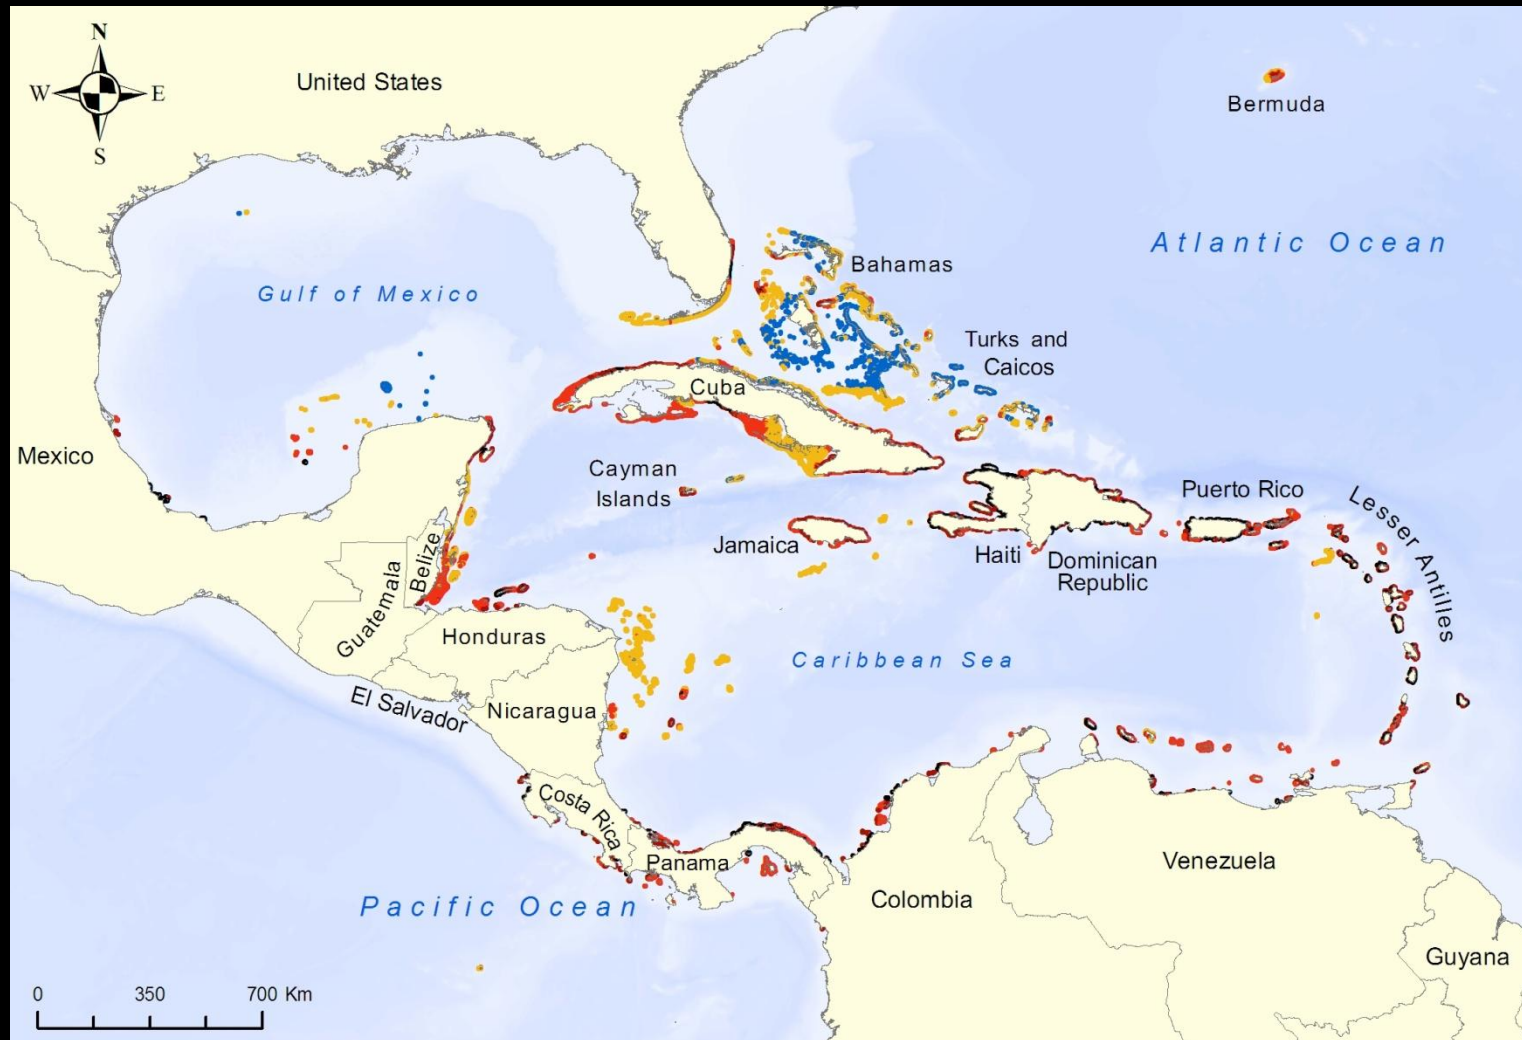 N
W E
S
United States
Bermuda
Atlantic Ocean
Bahamas
Gulf of Mexico
Turks and
Caicos
Cuba
Mexico
Cayman
Islands
Puerto Rico
Lesser Antilles
Jamaica
Haiti
Dominican
Republic
Belize
Guatemala
Honduras
Caribbean Sea
El Salvador
Nicaragua
Costa Rica
Panama
Venezuela
Colombia
Pacific Ocean
Guyana
0 350 700 Km